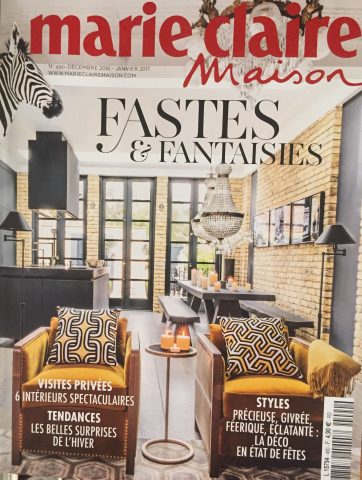 marie claire
Maison
N° 490 - DÉCEMBRE 2016 - JANVIER 2017
WWW.MARIECLAIREMAISON.COM
FASTES
& FANTAISIES
VISITES PRIVÉES
6 INTÉRIEURS SPECTACULAIRES
TENDANCES
LES BELLES SURPRISES
DE L'HIVER
STYLES
PRÉCIEUSE, GIVRÉE
FÉERIQUE, ÉCLATANTE :
LA DÉCO
EN ÉTAT DE FÊTES